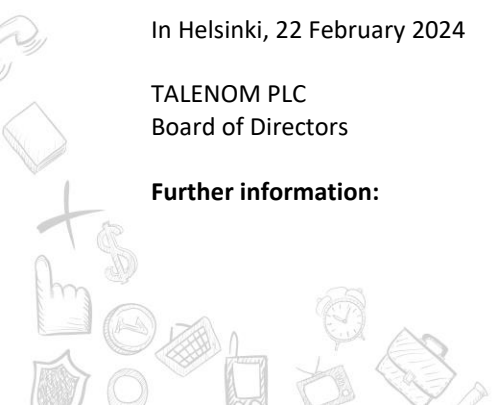 In Helsinki, 22 February 2024
TALENOM PLC
Board of Directors
Further information: